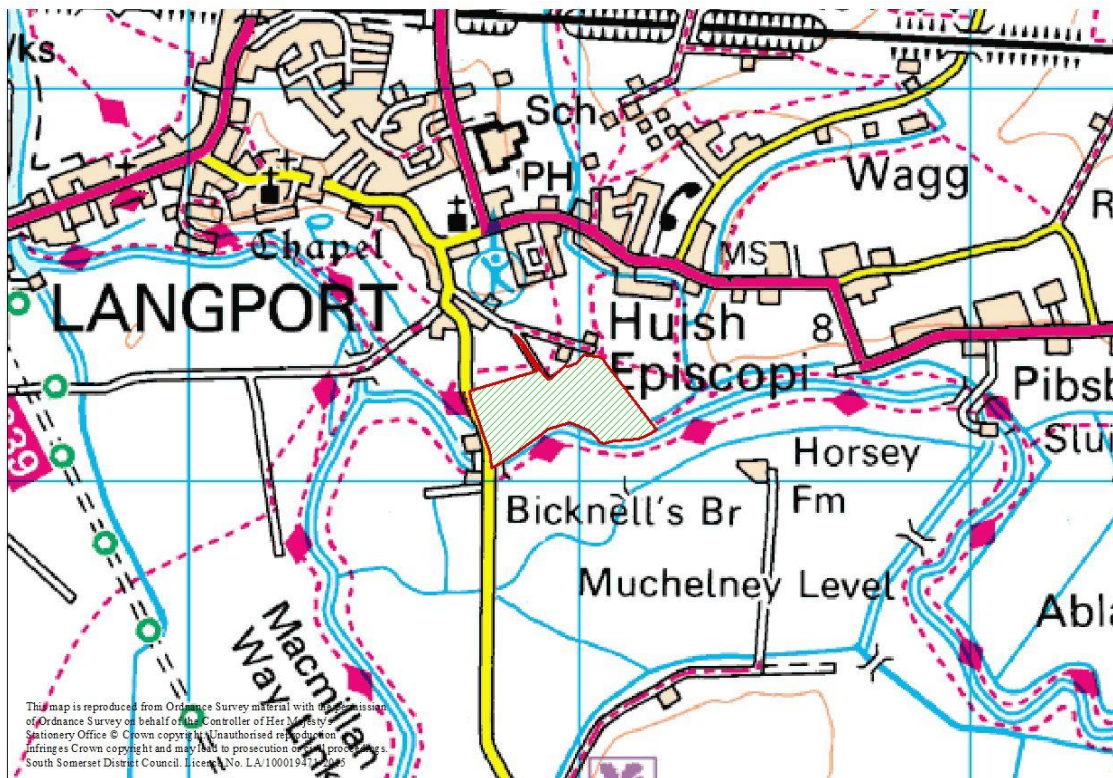 /ks
Sch
PH
Wagg
R
Chapel
MS
LANGPORT
Huish
Episcopi
8
Pibsb
Slui
Horsey
Fm
39
Bicknell's Br
Muchelney Level
Abla
Macmillan
Way Link
This map is reproduced from Ordnance Survey material with the permission
of Ordnance Survey on behalf of the Controller of Her Majesty's
Stationery Office © Crown copyright. Unauthorised reproduction
infringes Crown copyright and may lead to prosecution or civil proceedings.
South Somerset District Council. Licence No. LA/100019471